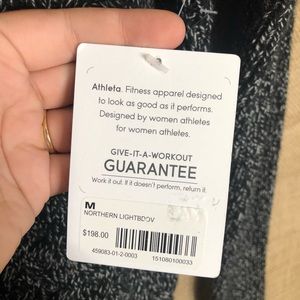 Athleta. Fitness apparel designed
to look as good as it performs.
Designed by women athletes
for women athletes.
GIVE-IT-A-WORKOUT
GUARANTEE
Work it out. If it doesn't perform, return it.
M
NORTHERN LIGHTBDOV
$198.00
459083-01-2-0003 151080100033